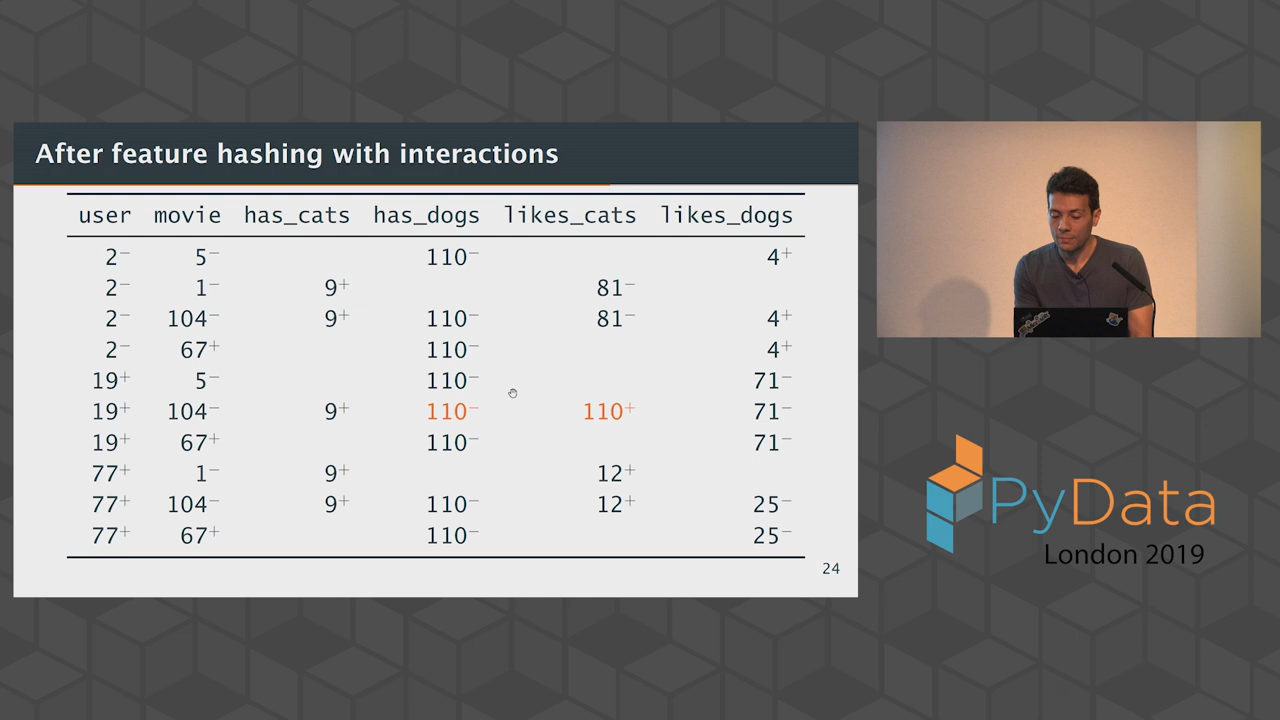 After feature hashing with interactions
user movie has_cats has_dogs likes_cats likes_dogs
2⁻ 5⁻ 110⁻ 4⁺
2⁻ 1⁻ 9⁺ 81⁻
2⁻ 104⁻ 9⁺ 110⁻ 81⁻ 4⁺
2⁻ 67⁺ 110⁻ 4⁺
19⁺ 5⁻ 110⁻ 71⁻
19⁺ 104⁻ 9⁺ 110⁻ 110⁺ 71⁻
19⁺ 67⁺ 110⁻ 71⁻
77⁺ 1⁻ 9⁺ 12⁺
77⁺ 104⁻ 9⁺ 110⁻ 12⁺ 25⁻
77⁺ 67⁺ 110⁻ 25⁻
24
PyData
London 2019